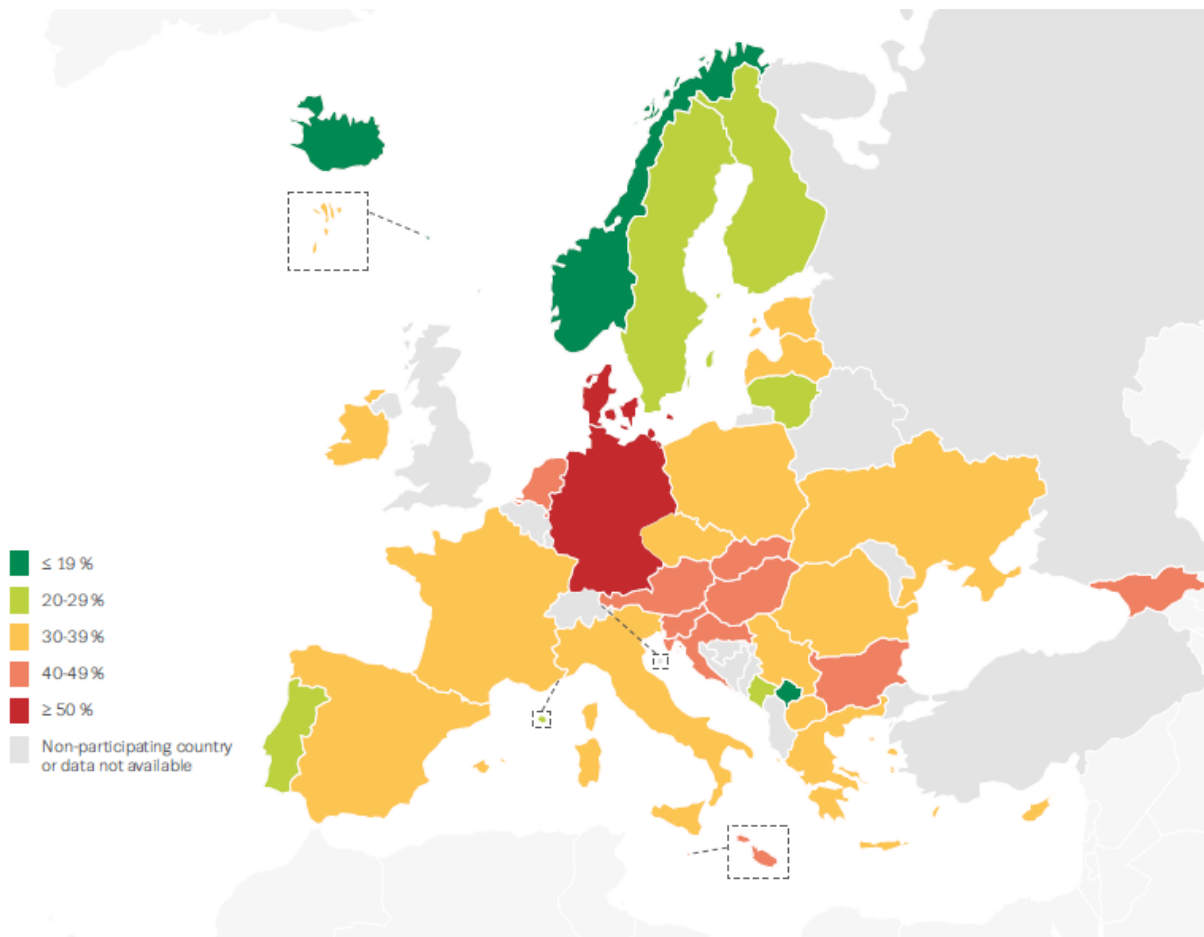 ≤ 19 %
20-29 %
30-39 %
40-49 %
≥ 50 %
Non-participating country
or data not available